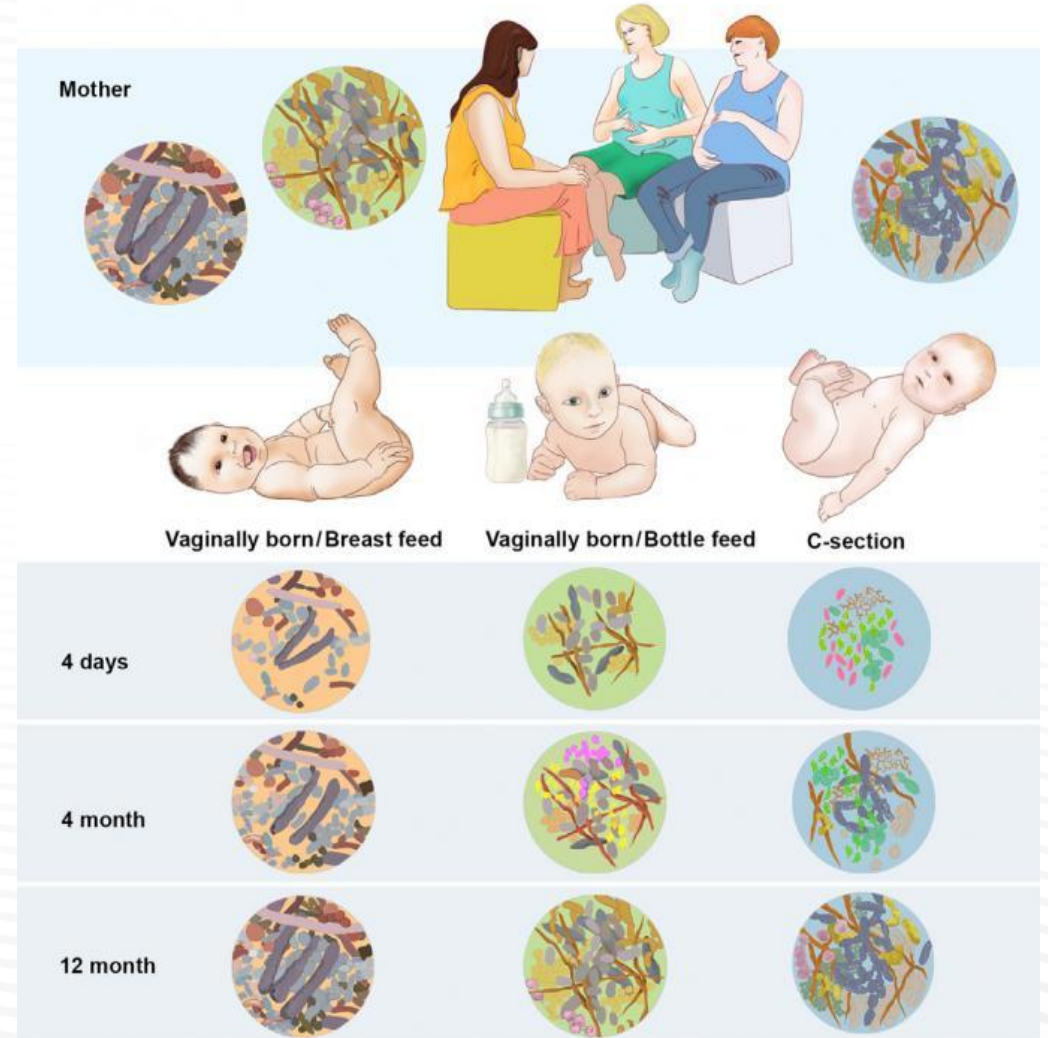 Mother
Vaginally born/Breast feed
Vaginally born/Bottle feed
C-section
4 days
4 month
12 month